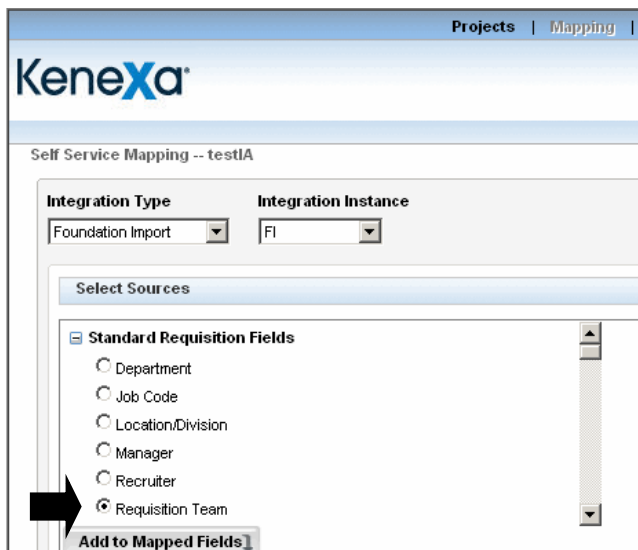 Projects | Mapping |
Kenexa
Self Service Mapping -- testIA
Integration Type Integration Instance
Foundation Import FI
Select Sources
Standard Requisition Fields
Department
Job Code
Location/Division
Manager
Recruiter
Requisition Team
Add to Mapped Fields